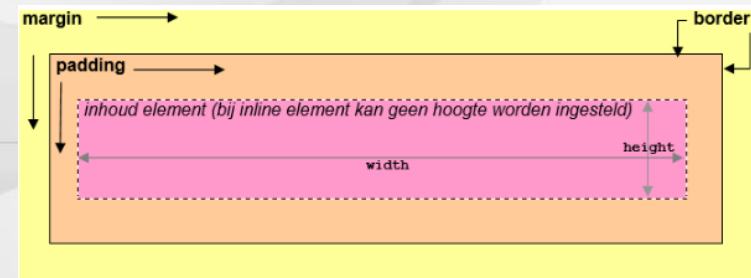 margin
border
padding
inhoud element (bij inline element kan geen hoogte worden ingesteld)
height
width